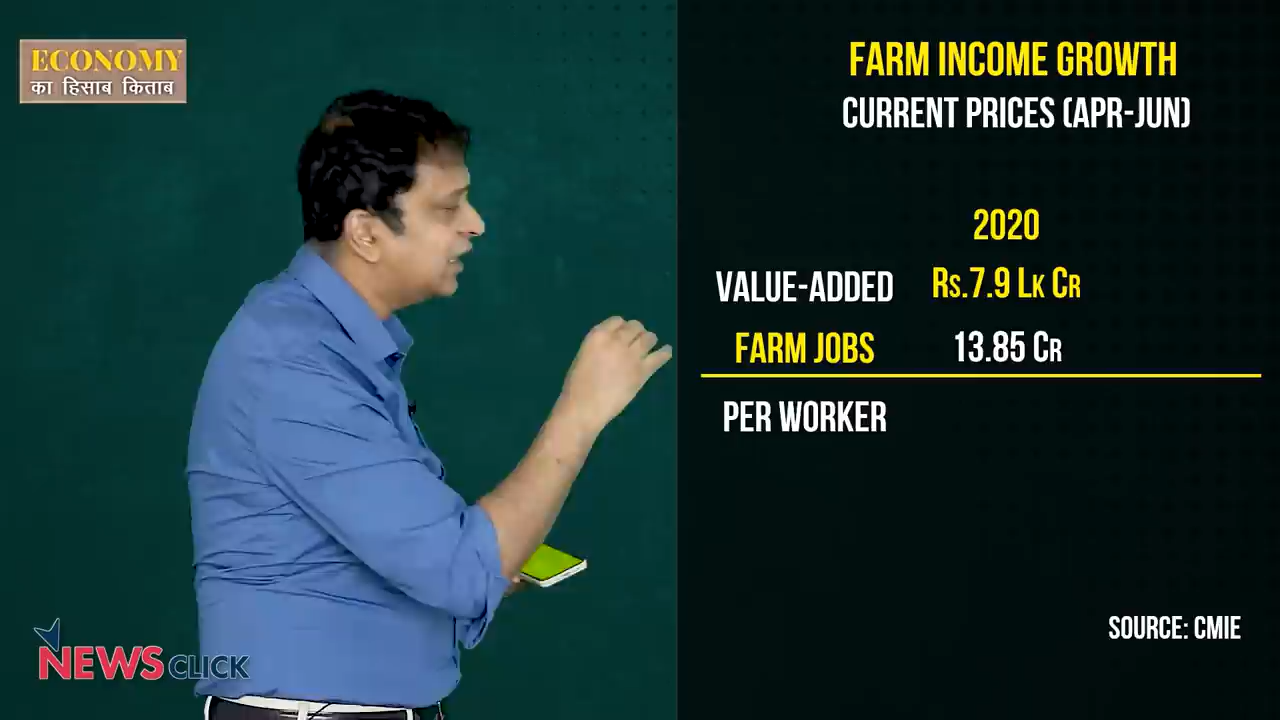 ECONOMY
का हिसाब किताब
FARM INCOME GROWTH
CURRENT PRICES (APR-JUN)
2020
VALUE-ADDED RS.7.9 LK CR
FARM JOBS 13.85 CR
PER WORKER
SOURCE: CMIE
NEWSCLICK